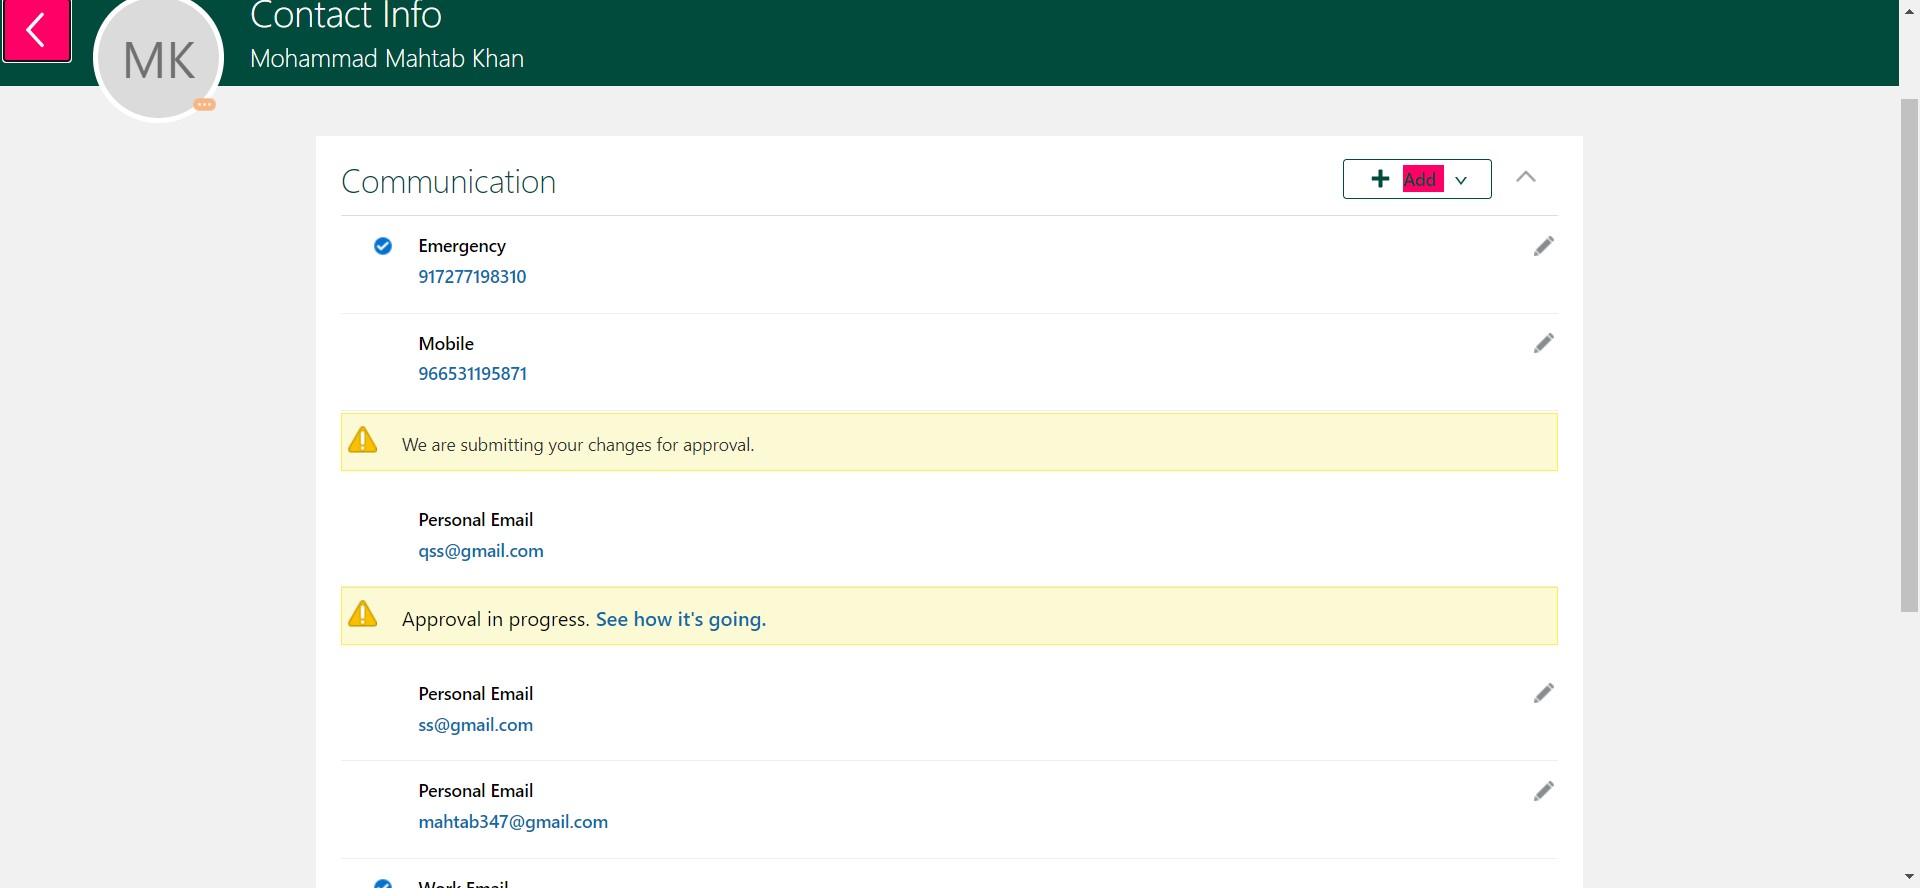 Contact Info
MK
Mohammad Mahtab Khan
Communication
Add
Emergency
917277198310
Mobile
966531195871
We are submitting your changes for approval.
Personal Email
qss@gmail.com
Approval in progress. See how it's going.
Personal Email
ss@gmail.com
Personal Email
mahtab347@gmail.com
Work Email